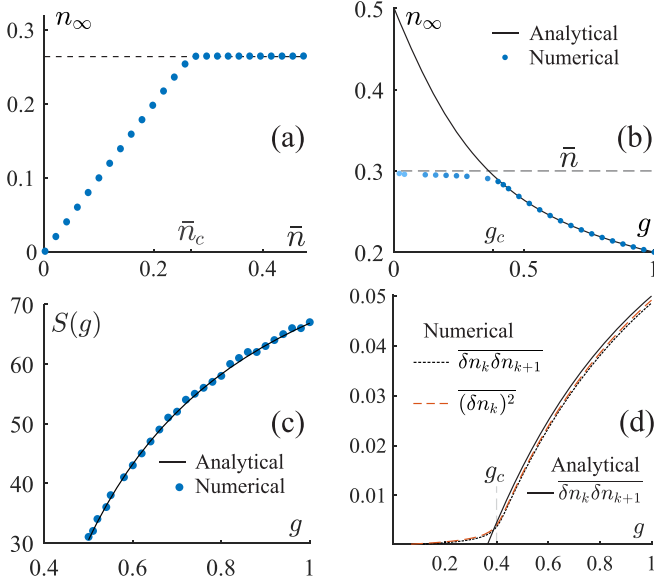 n∞
0.3
0.2
0.1
0
0
0.2
0.4
(a)
n̄c
n̄
n∞
0.5
0.4
0.3
0.2
Analytical
Numerical
(b)
n̄
gc
g
0
0.5
1
S(g)
70
60
50
40
30
(c)
Analytical
Numerical
g
0.4
0.6
0.8
1
0.05
0.04
0.03
0.02
0.01
Numerical
δnkδnk+1
(δnk)²
(d)
gc
Analytical
δnkδnk+1
g
0.2
0.4
0.6
0.8
1